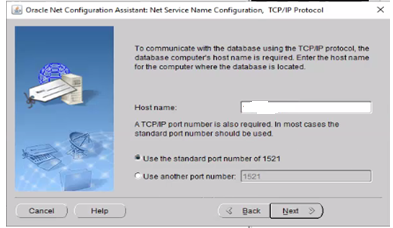 Oracle Net Configuration Assistant: Net Service Name Configuration, TCP/IP Protocol
To communicate with the database using the TCP/IP protocol, the
database computer's host name is required. Enter the host name
for the computer where the database is located.
Host name:
A TCP/IP port number is also required. In most cases the
standard port number should be used.
Use the standard port number of 1521
Use another port number: 1521
Cancel Help Back Next